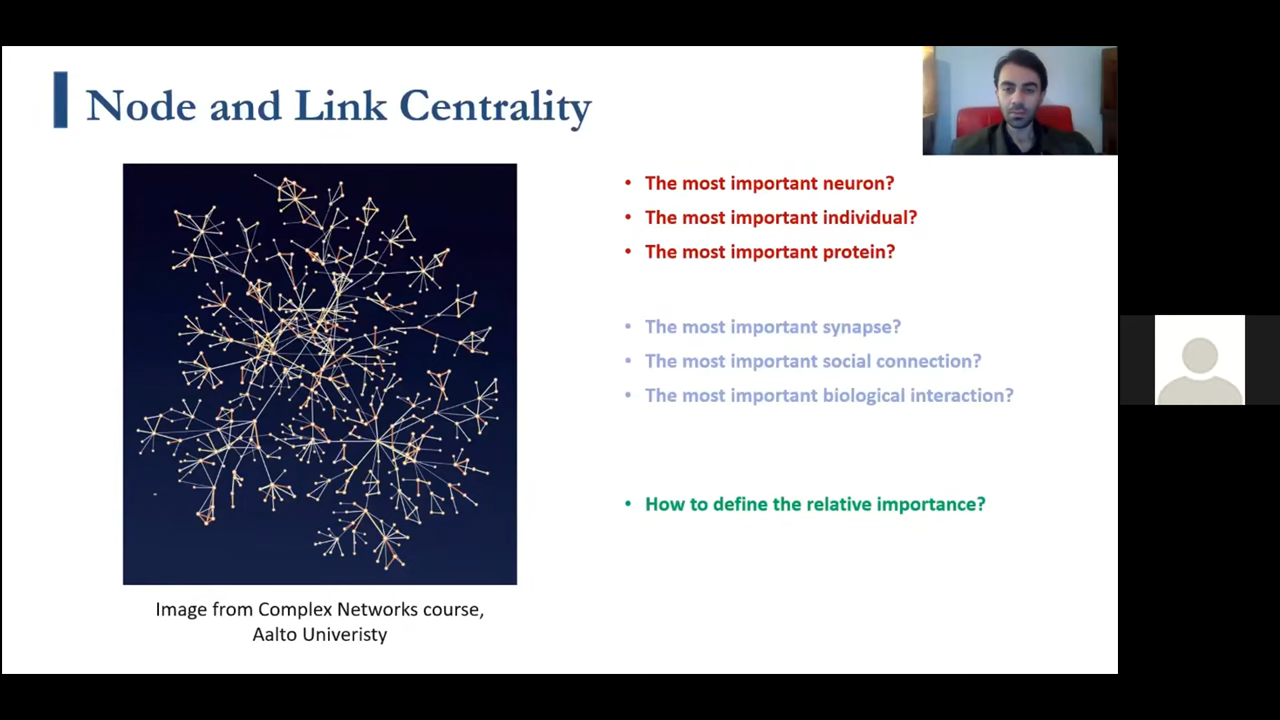 Node and Link Centrality
• The most important neuron?
• The most important individual?
• The most important protein?
• The most important synapse?
• The most important social connection?
• The most important biological interaction?
• How to define the relative importance?
Image from Complex Networks course,
Aalto Univeristy